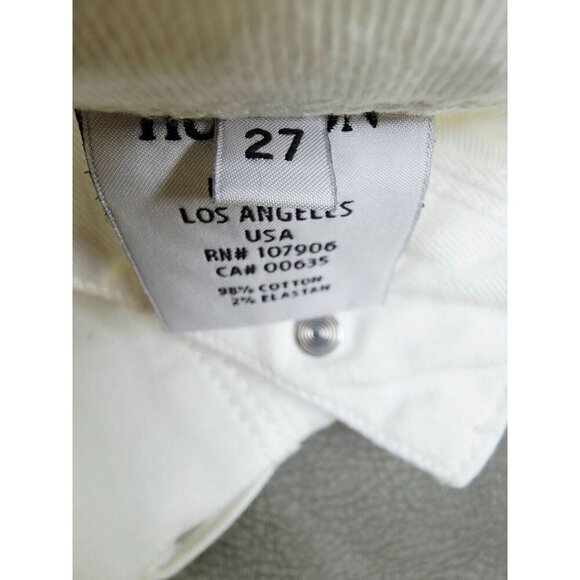 27
LOS ANGELES
USA
RN# 107906
CA# 00635
98% COTTON
2% ELASTAN